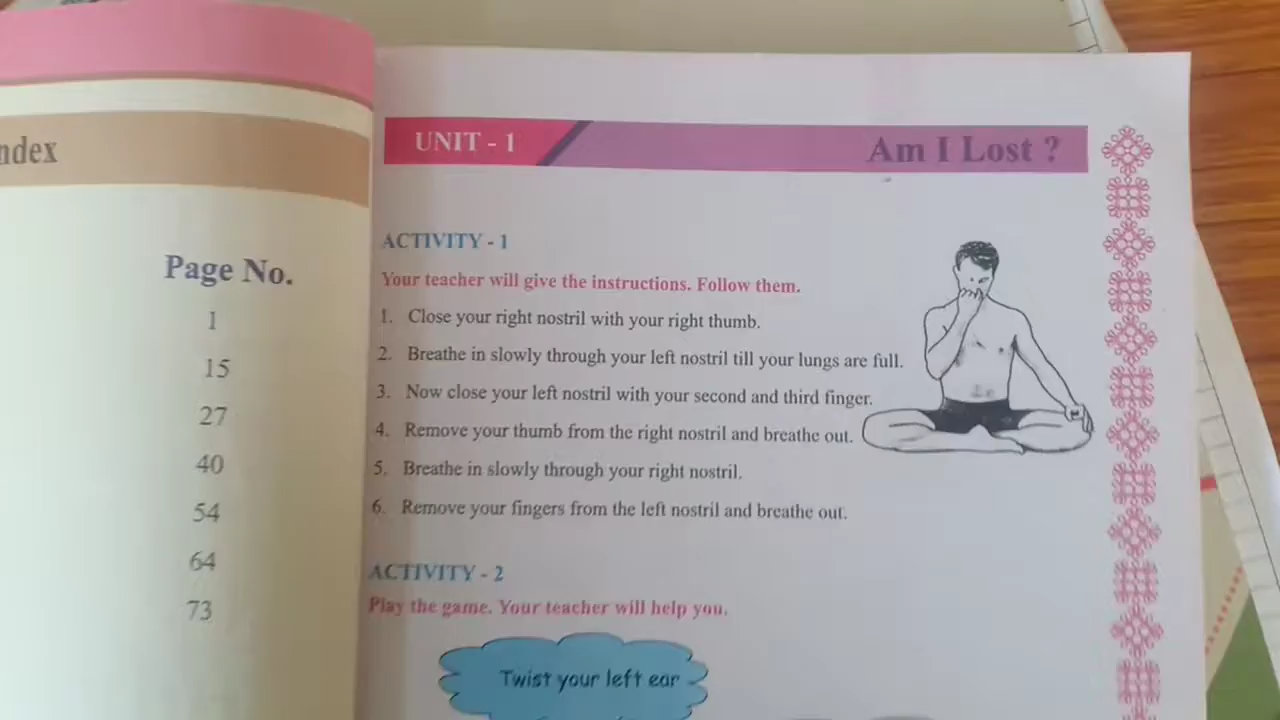 ndex
Page No.
1
15
27
40
54
64
73
UNIT - 1
Am I Lost ?
ACTIVITY - 1
Your teacher will give the instructions. Follow them.
1. Close your right nostril with your right thumb.
2. Breathe in slowly through your left nostril till your lungs are full.
3. Now close your left nostril with your second and third finger.
4. Remove your thumb from the right nostril and breathe out.
5. Breathe in slowly through your right nostril.
6. Remove your fingers from the left nostril and breathe out.
ACTIVITY - 2
Play the game. Your teacher will help you.
Twist your left ear